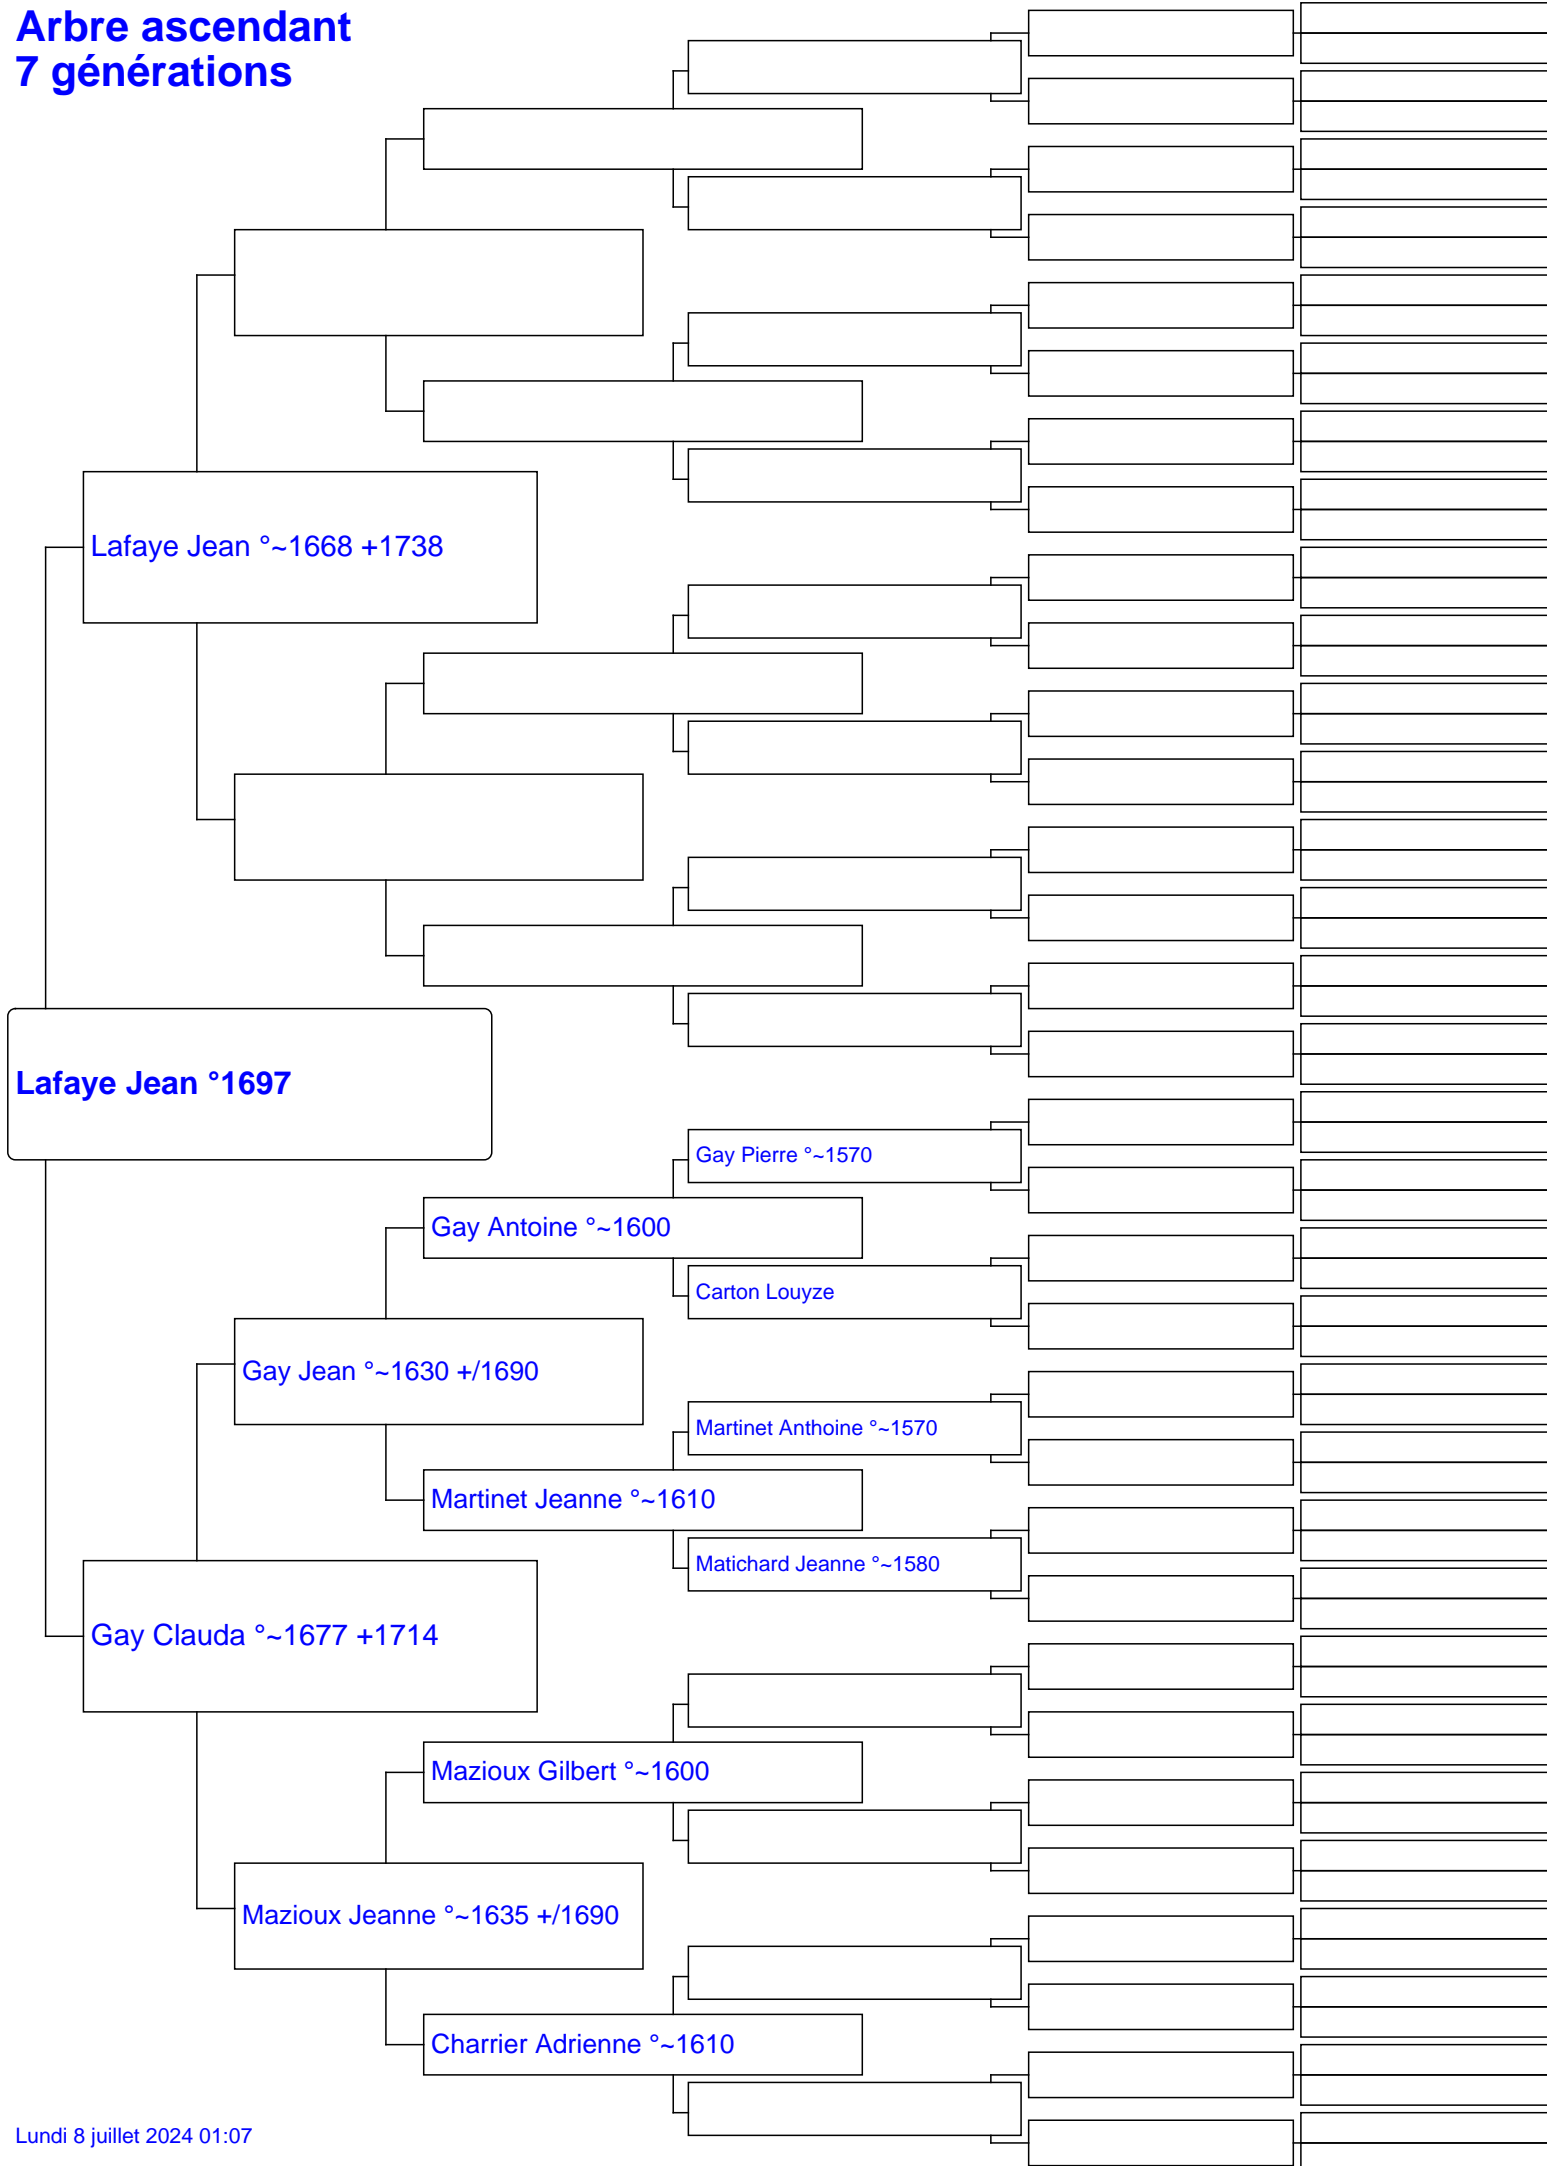 Arbre ascendant
7 générations
Lafaye Jean °~1668 +1738
Lafaye Jean °1697
Gay Pierre °~1570
Gay Antoine °~1600
Carton Louyze
Gay Jean °~1630 +/1690
Martinet Anthoine °~1570
Martinet Jeanne °~1610
Matichard Jeanne °~1580
Gay Clauda °~1677 +1714
Mazioux Gilbert °~1600
Mazioux Jeanne °~1635 +/1690
Charrier Adrienne °~1610
Lundi 8 juillet 2024 01:07